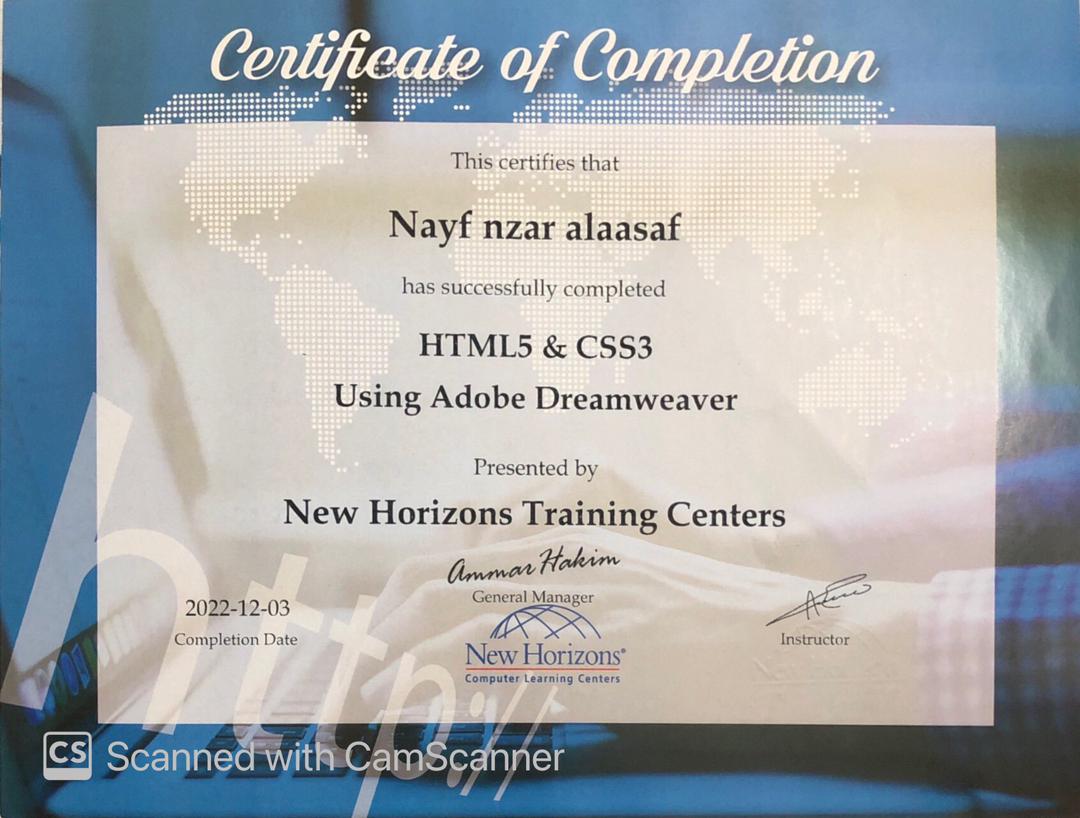 Certificate of Completion
This certifies that
Nayf nzar alaasaf
has successfully completed
HTML5 & CSS3
Using Adobe Dreamweaver
Presented by
New Horizons Training Centers
Ammar Hakim
General Manager
2022-12-03
Completion Date
Instructor
New Horizons®
Computer Learning Centers
http://
CS Scanned with CamScanner